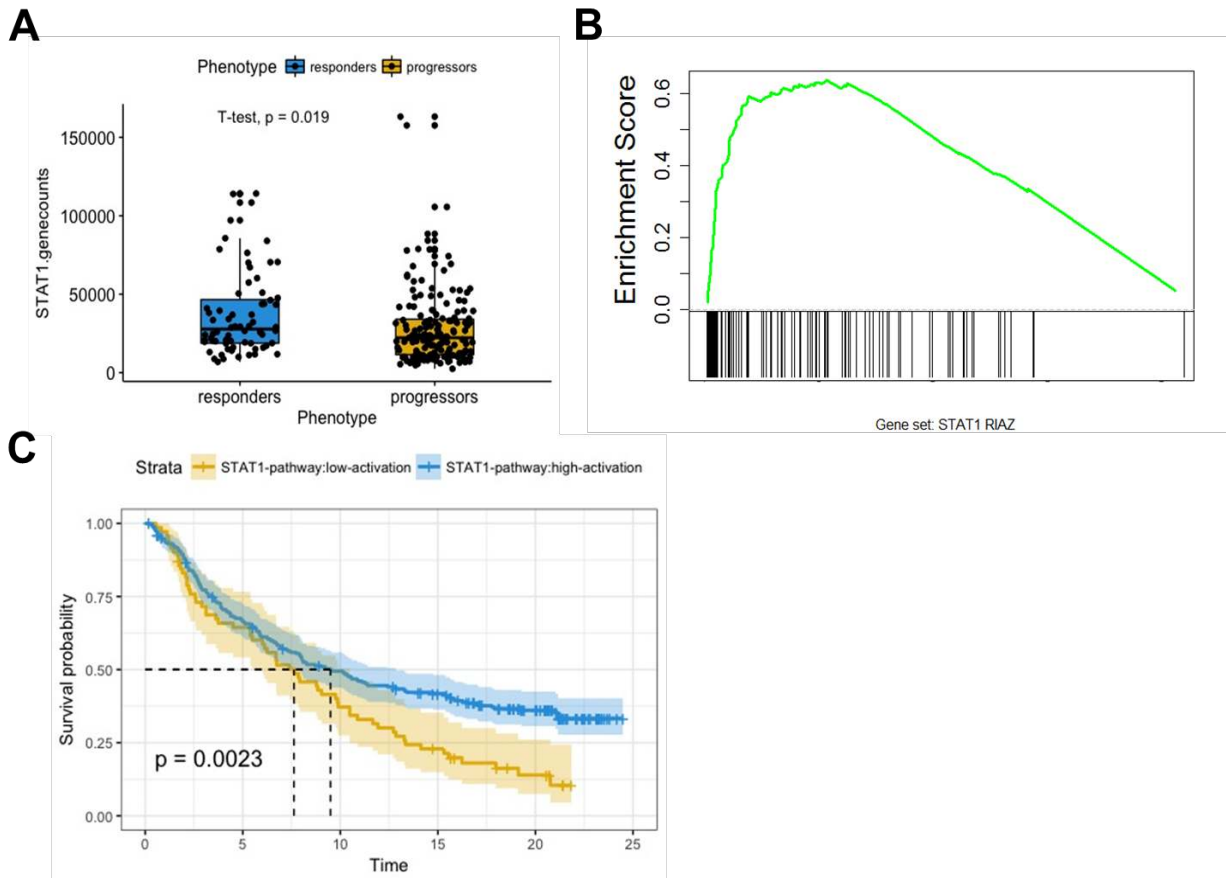 A
Phenotype responders progressors
T-test, p = 0.019
150000
100000
50000
0
STAT1.genecounts
responders progressors
Phenotype
B
Enrichment Score
0.6
0.4
0.2
0.0
Gene set: STAT1 RIAZ
C
Strata STAT1-pathway:low-activation STAT1-pathway:high-activation
1.00
0.75
0.50
0.25
0.00
Survival probability
p = 0.0023
0 5 10 15 20 25
Time